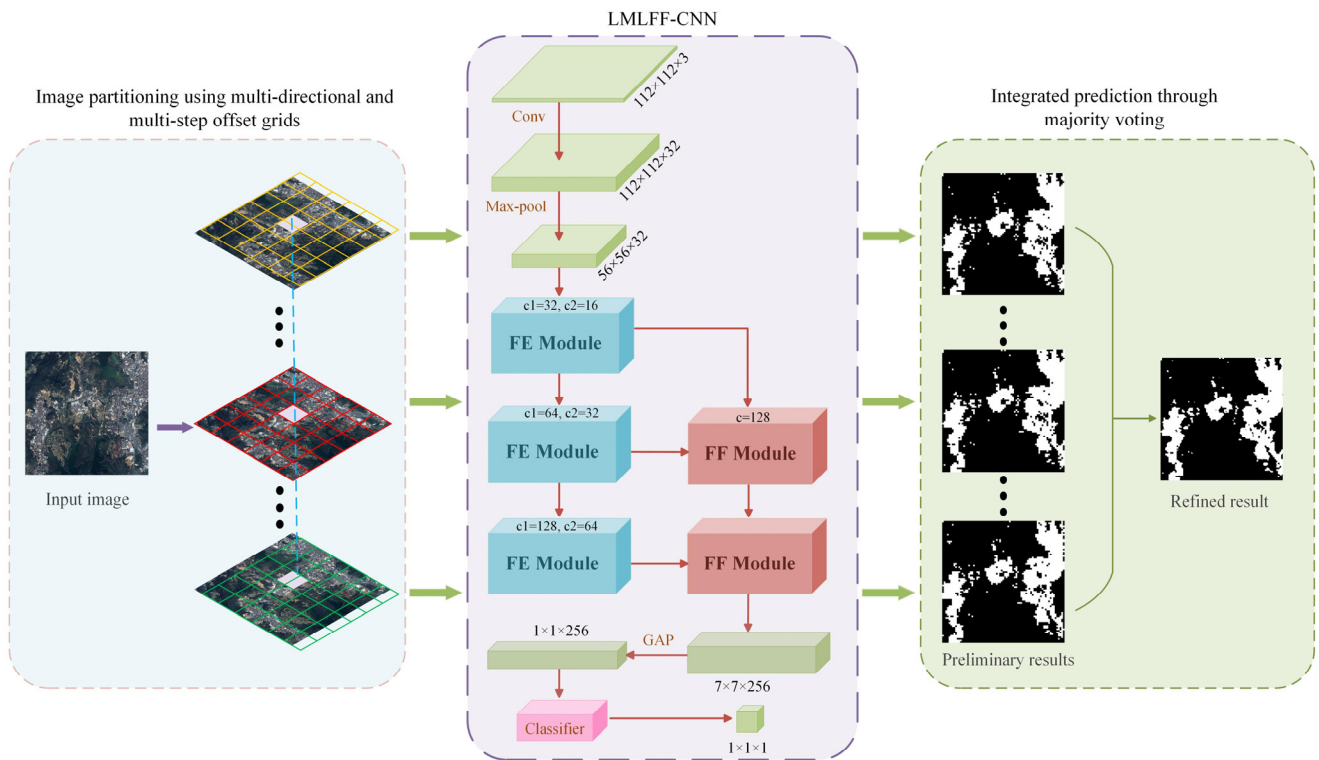 LMLFF-CNN
Image partitioning using multi-directional and
multi-step offset grids
Input image
112×112×3
Conv
112×112×32
Max-pool
56×56×32
c1=32, c2=16
FE Module
c1=64, c2=32
FE Module
c=128
FF Module
c1=128, c2=64
FE Module
FF Module
1×1×256
GAP
7×7×256
Classifier
1×1×1
Integrated prediction through
majority voting
Preliminary results
Refined result